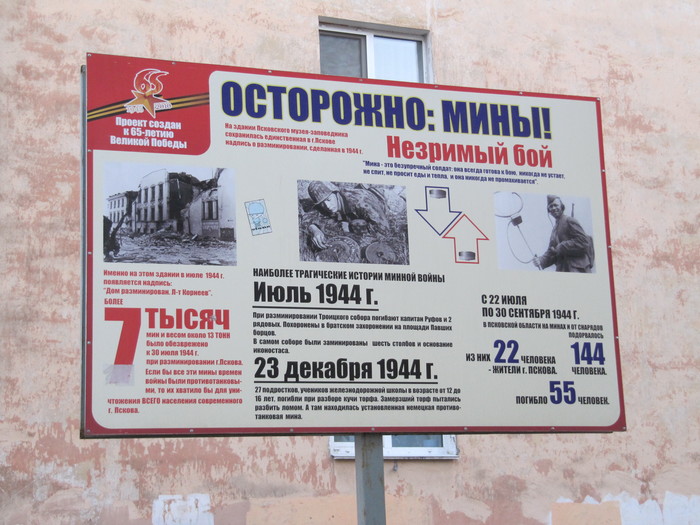 Проект создан
к 65-летию
Великой Победы
ОСТОРОЖНО: МИНЫ!
На здании Псковского музея-заповедника
сохранилась единственная в г.Пскове
надпись о разминировании, сделанная в 1944 г.
Незримый бой
"Мина - это безупречный солдат: она всегда готова к бою, никогда не устает,
не спит, не просит еды и тепла, и она никогда не промахивается".
Именно на этом здании в июле 1944 г.
появляется надпись:
"Дом разминирован. Л-т Корнеев".
БОЛЕЕ
7 ТЫСЯЧ
мин и весом около 13 ТОНН
было обезврежено
к 30 июля 1944 г.
при разминировании г.Пскова.
Если бы все эти мины времен
войны были противотанковы-
ми, то их хватило бы для уни-
чтожения ВСЕГО населения современного
г. Пскова.
НАИБОЛЕЕ ТРАГИЧЕСКИЕ ИСТОРИИ МИННОЙ ВОЙНЫ
Июль 1944 г.
При разминировании Троицкого собора погибают капитан Руфов и 2
рядовых. Похоронены в братском захоронении на площади Павших
Борцов.
В самом соборе были заминированы шесть столбов и основание
иконостаса.
23 декабря 1944 г.
27 подростков, учеников железнодорожной школы в возрасте от 12 до
16 лет, погибли при разборе кучи торфа. Замерзший торф пытались
разбить ломом. А там находилась установленная немецкая противо-
танковая мина.
С 22 ИЮЛЯ
ПО 30 СЕНТЯБРЯ 1944 Г.
В ПСКОВСКОЙ ОБЛАСТИ НА МИНАХ И ОТ СНАРЯДОВ
ПОДОРВАЛОСЬ
ИЗ НИХ 22 ЧЕЛОВЕКА
- ЖИТЕЛИ г. ПСКОВА.
144
ЧЕЛОВЕКА.
ПОГИБЛО 55 ЧЕЛОВЕК.